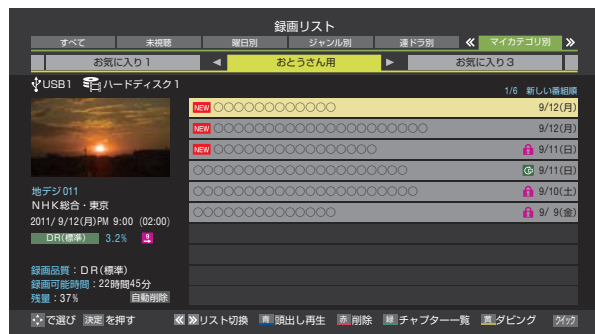 録画リスト
すべて 未視聴 曜日別 ジャンル別 連ドラ別 マイカテゴリ別
お気に入り1 おとうさん用 お気に入り3
USB1 ハードディスク1
1/6 新しい番組順
NEW ○○○○○○○○○○○○ 9/12(月)
NEW ○○○○○○○○○○○○○○○○○○○○○ 9/12(月)
NEW ○○○○○○○○○○○○○○○○ 9/11(日)
○○○○○○○○○○○○○○○○○○○○○ 9/11(日)
○○○○○○○○○○○○○○○○○○○○○○ 9/10(土)
○○○○○○○○○○○○○○ 9/ 9(金)
地デジ011
NHK総合・東京
2011/ 9/12(月)PM 9:00 (02:00)
DR(標準) 3.2% 9
録画品質:DR(標準)
録画可能時間:22時間45分
残量:37% 自動削除
で選び 決定 を押す 《 》リスト切換 青 頭出し再生 赤 削除 緑 チャプター一覧 黄 ダビング クイック